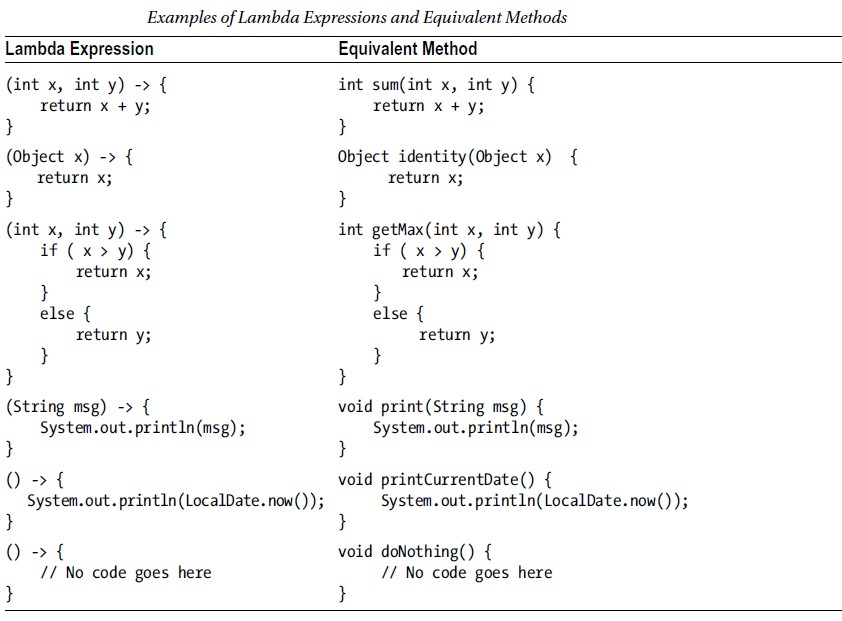 Examples of Lambda Expressions and Equivalent Methods
Lambda Expression    Equivalent Method
(int x, int y) -> {    int sum(int x, int y) {
    return x + y;    return x + y;
}    }
(Object x) -> {    Object identity(Object x)  {
    return x;    return x;
}    }
(int x, int y) -> {    int getMax(int x, int y) {
    if ( x > y) {    if ( x > y) {
        return x;    return x;
    }    }
    else {    else {
        return y;    return y;
    }    }
}    }
(String msg) -> {    void print(String msg) {
    System.out.println(msg);    System.out.println(msg);
}    }
() -> {    void printCurrentDate() {
    System.out.println(LocalDate.now());    System.out.println(LocalDate.now());
}    }
() -> {    void doNothing() {
    // No code goes here    // No code goes here
}    }